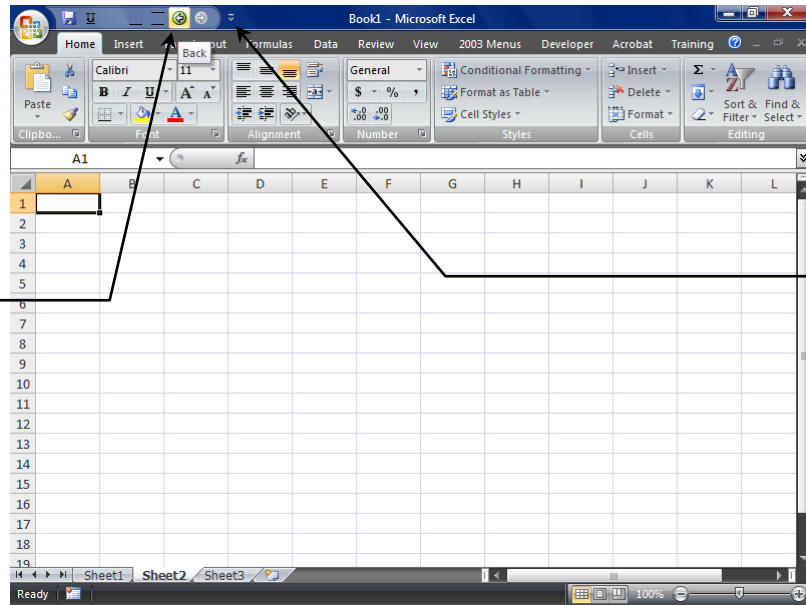 Book1 - Microsoft Excel
Home Insert out Formulas Data Review View 2003 Menus Developer Acrobat Training
Back
Calibri 11 General Conditional Formatting Insert Σ
Paste B I U A A $ % , Format as Table Delete Sort & Find &
.0 .00 .00 .0 Cell Styles Format Filter Select
Clipbo... Font Alignment Number Styles Cells Editing
A1 fx
A B C D E F G H I J K L
1
2
3
4
5
6
7
8
9
10
11
12
13
14
15
16
17
18
19
Sheet1 Sheet2 Sheet3
Ready 100%